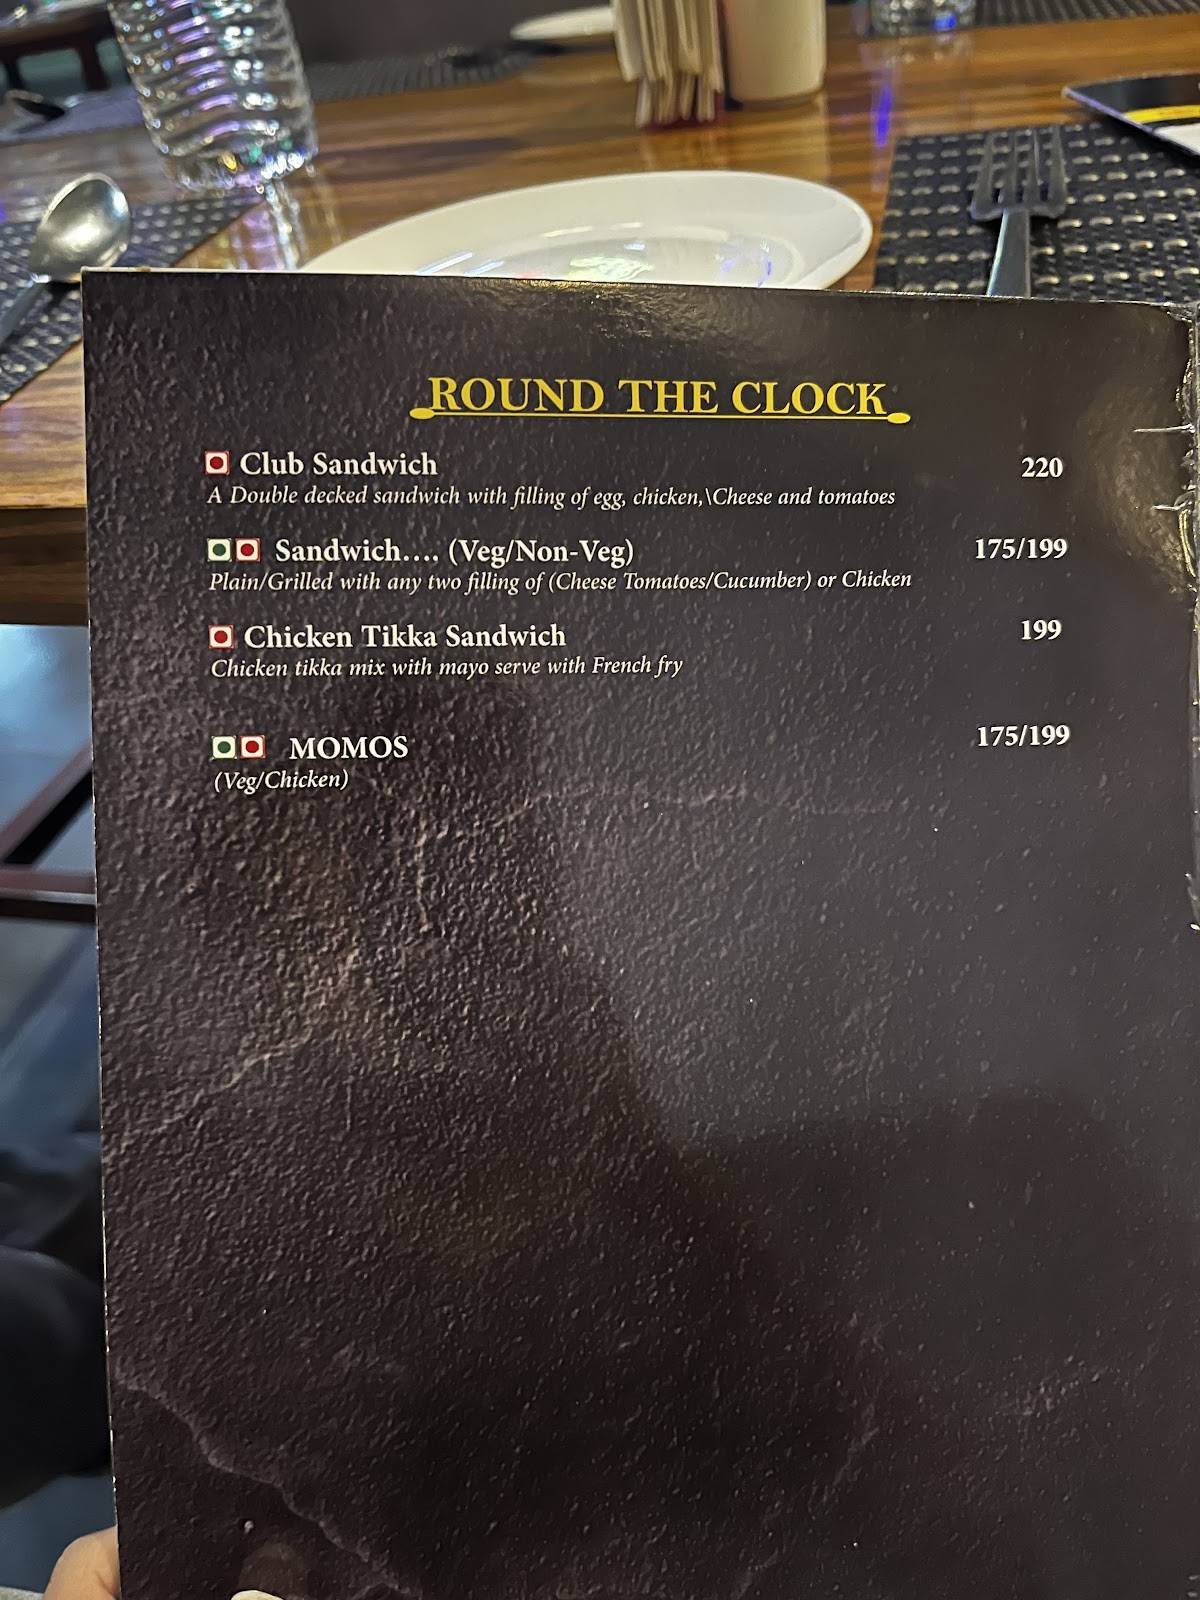 ROUND THE CLOCK
Club Sandwich 220
A Double decked sandwich with filling of egg, chicken,\Cheese and tomatoes
Sandwich.... (Veg/Non-Veg) 175/199
Plain/Grilled with any two filling of (Cheese Tomatoes/Cucumber) or Chicken
Chicken Tikka Sandwich 199
Chicken tikka mix with mayo serve with French fry
MOMOS 175/199
(Veg/Chicken)